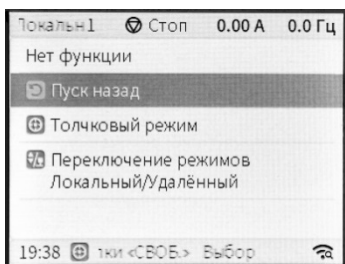 Локальн1 Стоп 0.00 A 0.0 Гц
Нет функции
Пуск назад
Толчковый режим
Переключение режимов
Локальный/Удалённый
19:38 тки «СВОБ.» Выбор